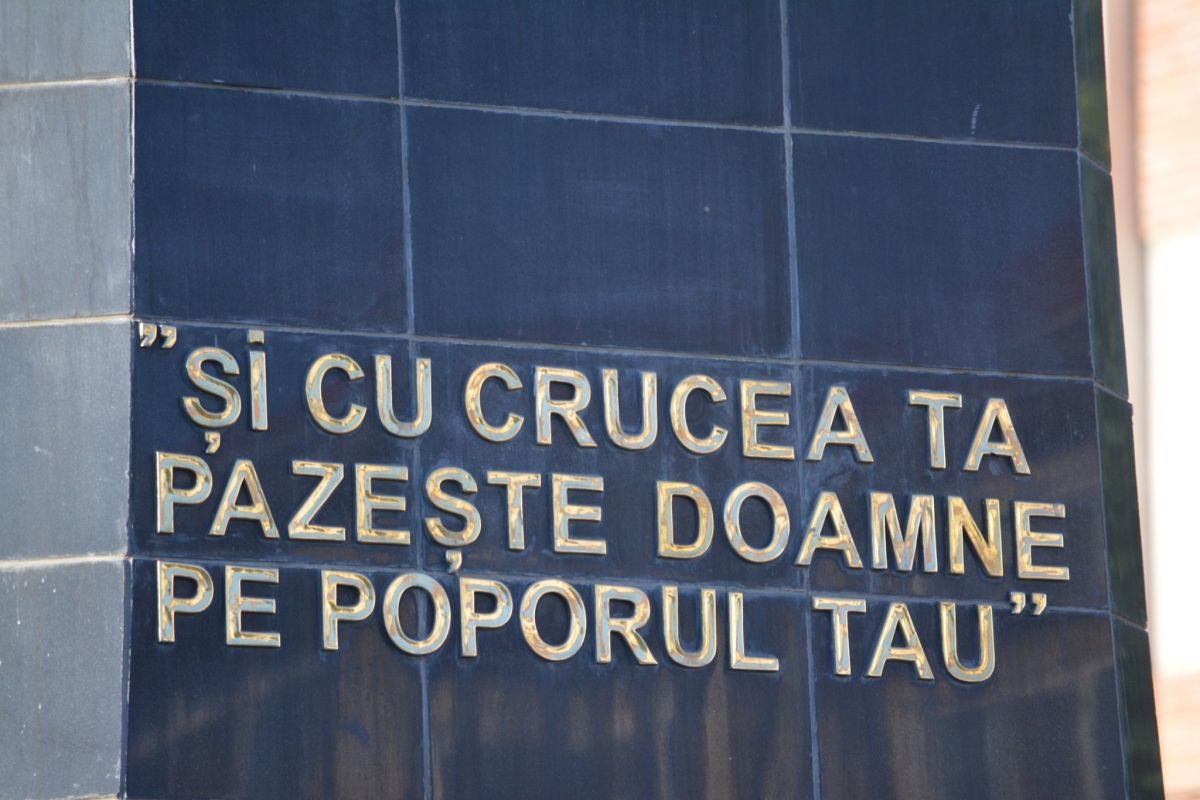 ”Și CU CRUCEA TA
PAZEȘTE DOAMNE
PE POPORUL TAU”